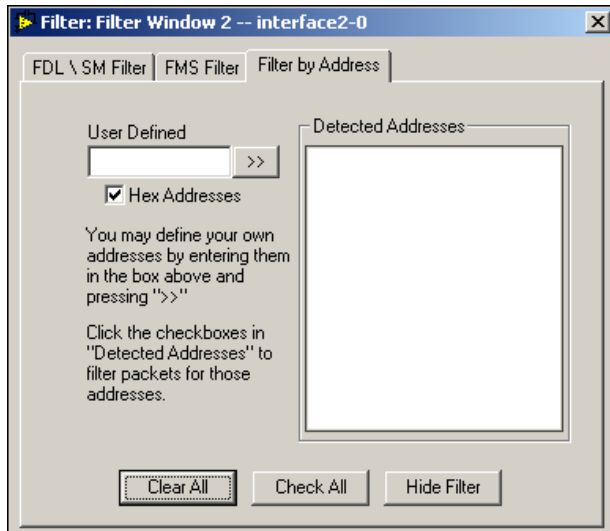 Filter: Filter Window 2 -- interface2-0
FDL \ SM Filter
FMS Filter
Filter by Address
User Defined
>>
Hex Addresses
You may define your own
addresses by entering them
in the box above and
pressing ">>"
Click the checkboxes in
"Detected Addresses" to
filter packets for those
addresses.
Detected Addresses
Clear All
Check All
Hide Filter